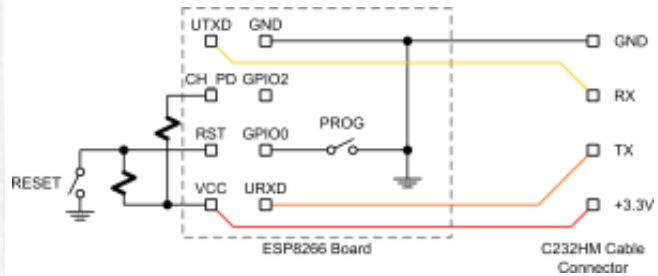 UTXD GND
GND
CH_PD GPIO2
RX
RST GPIO0 PROG
TX
RESET
VCC URXD
+3.3V
ESP8266 Board
C232HM Cable
Connector